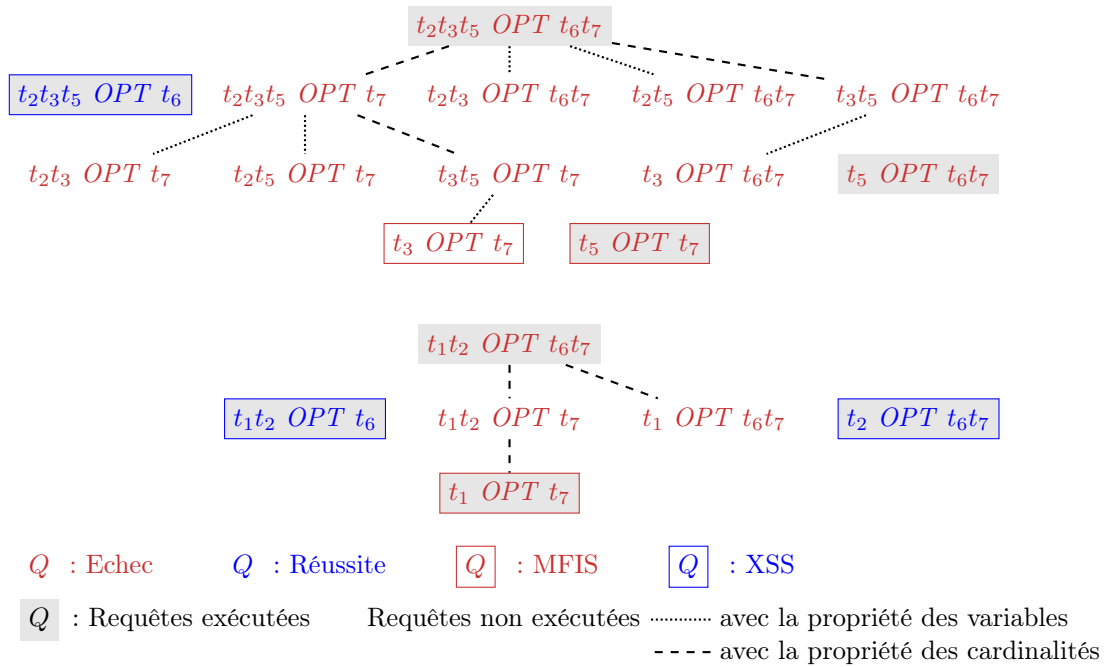 t₂t₃t₅ OPT t₆t₇
t₂t₃t₅ OPT t₆ t₂t₃t₅ OPT t₇ t₂t₃ OPT t₆t₇ t₂t₅ OPT t₆t₇ t₃t₅ OPT t₆t₇
t₂t₃ OPT t₇ t₂t₅ OPT t₇ t₃t₅ OPT t₇ t₃ OPT t₆t₇ t₅ OPT t₆t₇
t₃ OPT t₇ t₅ OPT t₇
t₁t₂ OPT t₆t₇
t₁t₂ OPT t₆ t₁t₂ OPT t₇ t₁ OPT t₆t₇ t₂ OPT t₆t₇
t₁ OPT t₇
Q : Echec Q : Réussite Q : MFIS Q : XSS
Q : Requêtes exécutées Requêtes non exécutées avec la propriété des variables
avec la propriété des cardinalités